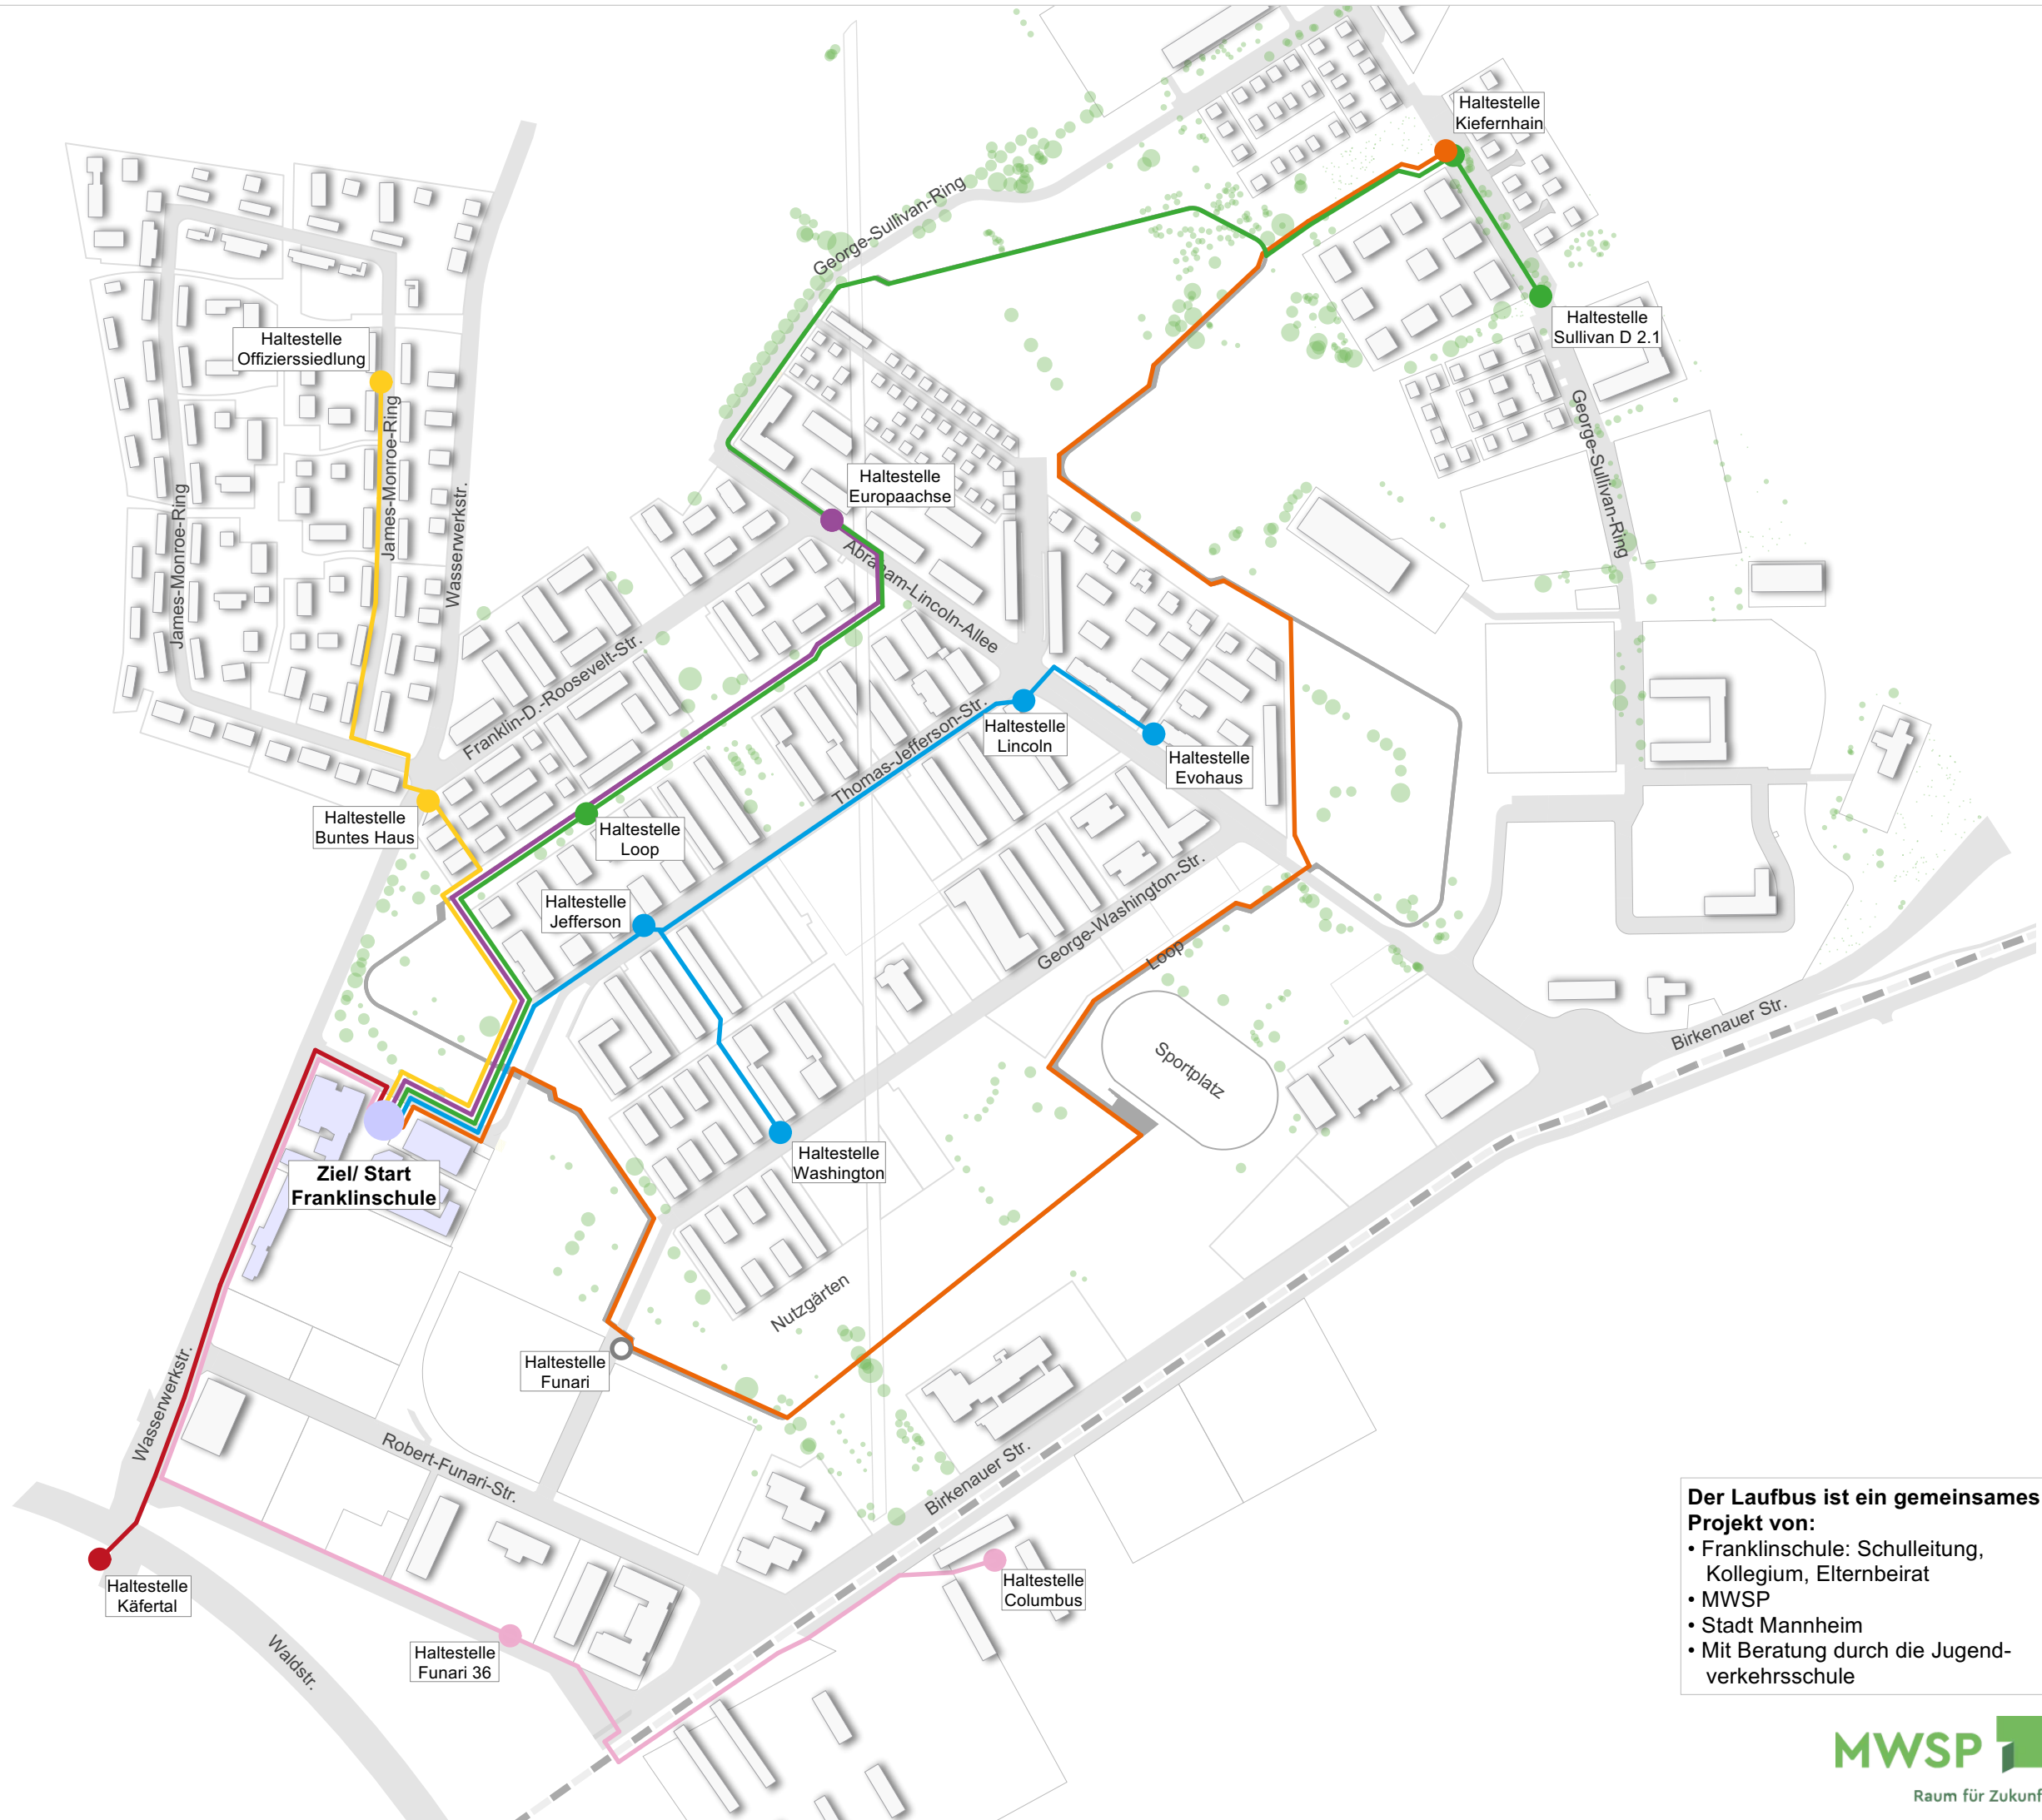 Haltestelle
Kiefernhain
George-Sullivan-Ring
Haltestelle
Sullivan D 2.1
Haltestelle
Offizierssiedlung
James-Monroe-Ring
James-Monroe-Ring
Wasserwerkstr.
Haltestelle
Europaachse
George-Sullivan-Ring
Abraham-Lincoln-Allee
Franklin-D.-Roosevelt-Str.
Haltestelle
Lincoln
Haltestelle
Evohaus
Thomas-Jefferson-Str.
Haltestelle
Buntes Haus
Haltestelle
Loop
Haltestelle
Jefferson
George-Washington-Str.
Loop
Sportplatz
Birkenauer Str.
Haltestelle
Washington
Ziel/ Start
Franklinschule
Nutzgärten
Haltestelle
Funari
Wasserwerkstr.
Robert-Funari-Str.
Birkenauer Str.
Haltestelle
Käfertal
Haltestelle
Columbus
Haltestelle
Funari 36
Waldstr.
Der Laufbus ist ein gemeinsames
Projekt von:
• Franklinschule: Schulleitung,
Kollegium, Elternbeirat
• MWSP
• Stadt Mannheim
• Mit Beratung durch die Jugend-
verkehrsschule
MWSP
Raum für Zukunf